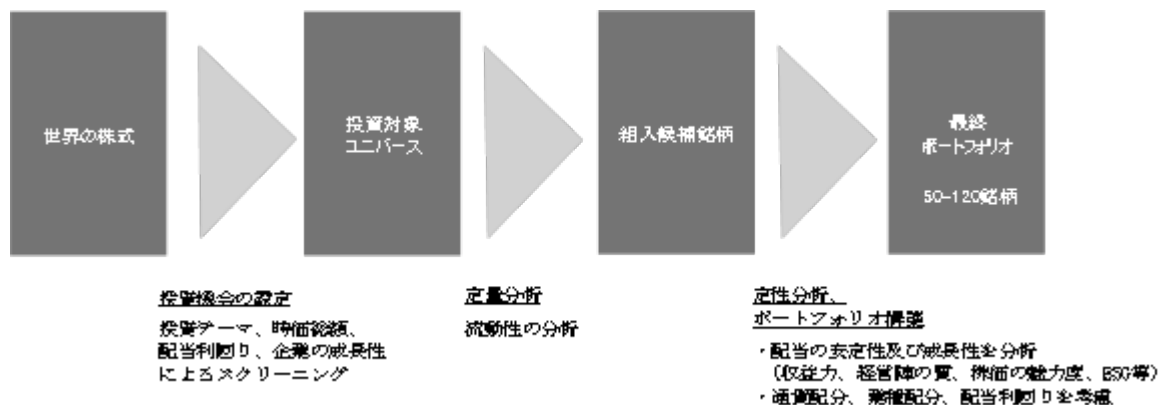 世界の株式
投資対象
ユニバース
組入候補銘柄
最終
ポートフォリオ
50-120銘柄
投資機会の設定
投資テーマ、時価総額、
配当利回り、企業の成長性
によるスクリーニング
定量分析
流動性の分析
定性分析、
ポートフォリオ構築
・配当の安定性及び成長性を分析
（収益力、経営陣の質、株価の魅力度、ESG等）
・通貨配分、業種配分、配当利回りを考慮